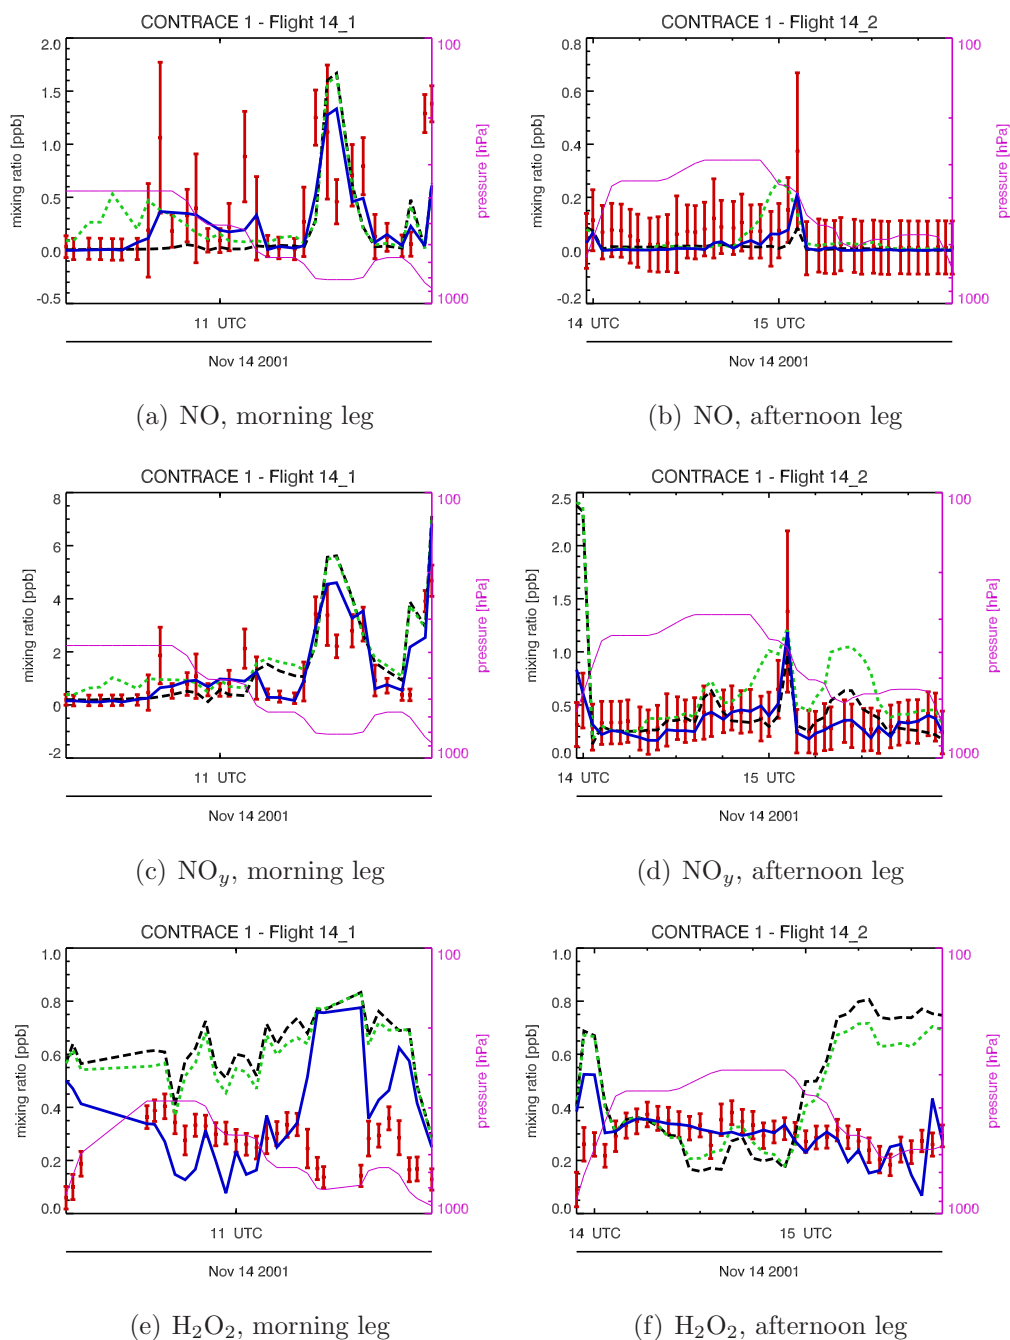 CONTRACE 1 - Flight 14_1
2.0
1.5
1.0
0.5
0.0
-0.5
mixing ratio [ppb]
100
1000
pressure [hPa]
11 UTC
Nov 14 2001
(a) NO, morning leg
CONTRACE 1 - Flight 14_2
0.8
0.6
0.4
0.2
0.0
-0.2
mixing ratio [ppb]
100
1000
pressure [hPa]
14 UTC
15 UTC
Nov 14 2001
(b) NO, afternoon leg
CONTRACE 1 - Flight 14_1
8
6
4
2
0
-2
mixing ratio [ppb]
100
1000
pressure [hPa]
11 UTC
Nov 14 2001
(c) NOy, morning leg
CONTRACE 1 - Flight 14_2
2.5
2.0
1.5
1.0
0.5
0.0
mixing ratio [ppb]
100
1000
pressure [hPa]
14 UTC
15 UTC
Nov 14 2001
(d) NOy, afternoon leg
CONTRACE 1 - Flight 14_1
1.0
0.8
0.6
0.4
0.2
0.0
mixing ratio [ppb]
100
1000
pressure [hPa]
11 UTC
Nov 14 2001
(e) H₂O₂, morning leg
CONTRACE 1 - Flight 14_2
1.0
0.8
0.6
0.4
0.2
0.0
mixing ratio [ppb]
100
1000
pressure [hPa]
14 UTC
15 UTC
Nov 14 2001
(f) H₂O₂, afternoon leg